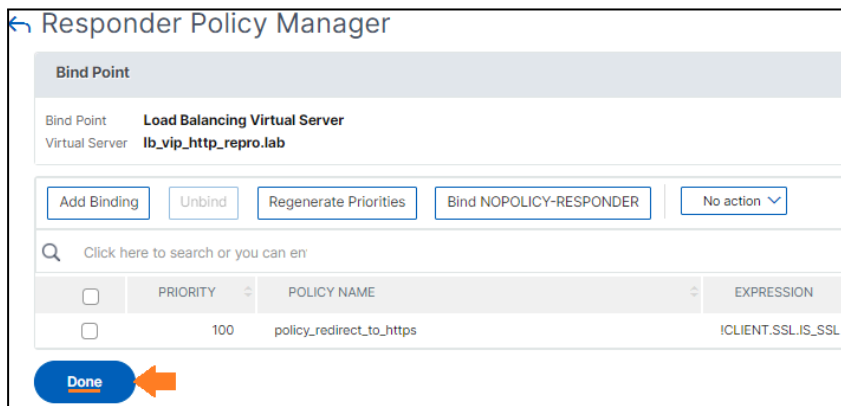 Responder Policy Manager
Bind Point
Bind Point Load Balancing Virtual Server
Virtual Server lb_vip_http_repro.lab
Add Binding Unbind Regenerate Priorities Bind NOPOLICY-RESPONDER No action
Click here to search or you can en
PRIORITY POLICY NAME EXPRESSION
100 policy_redirect_to_https !CLIENT.SSL.IS_SSL
Done